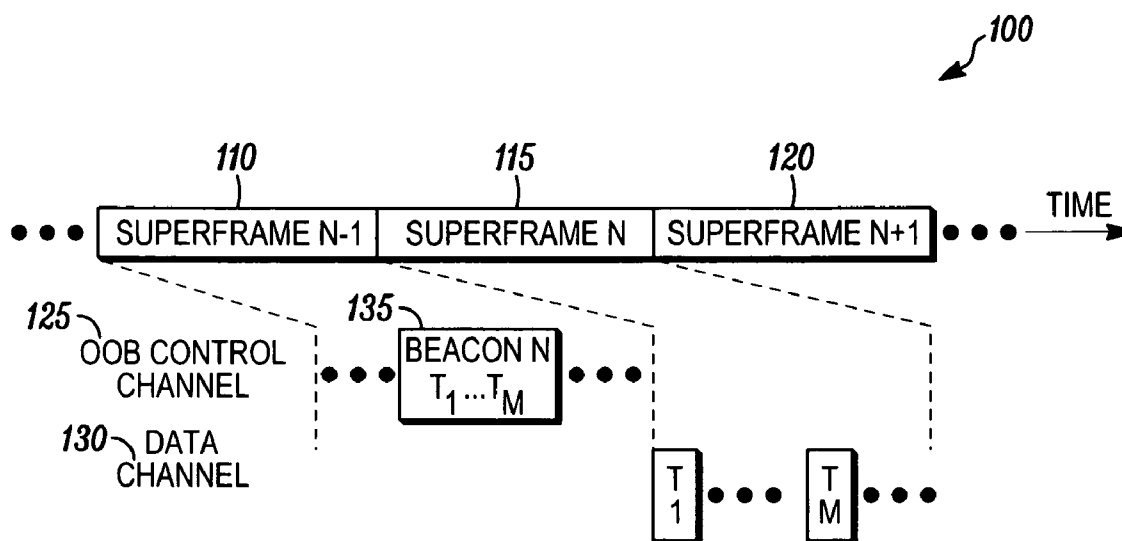 100
110
115
120
SUPERFRAME N-1
SUPERFRAME N
SUPERFRAME N+1
TIME
125
OOB CONTROL
CHANNEL
135
BEACON N
T1...TM
130
DATA
CHANNEL
T
1
T
M